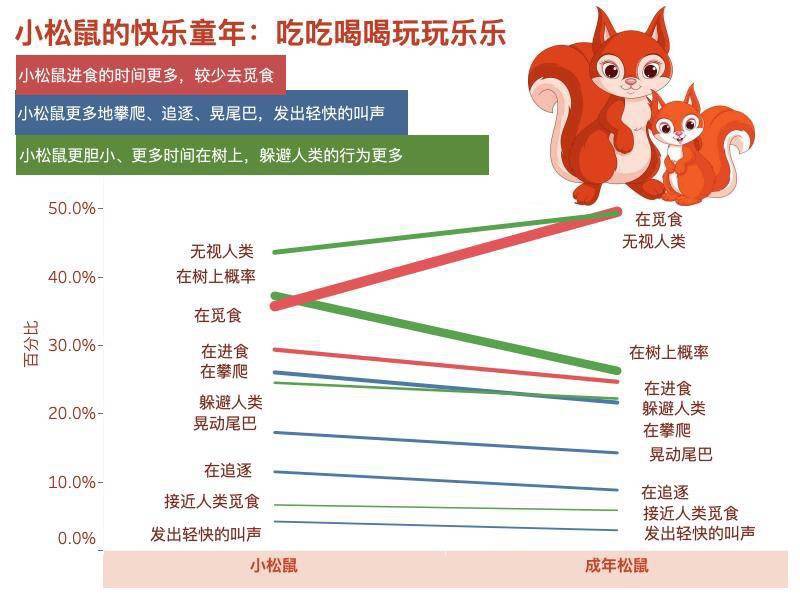 小松鼠的快乐童年：吃吃喝喝玩玩乐乐
小松鼠进食的时间更多，较少去觅食
小松鼠更多地攀爬、追逐、晃尾巴，发出轻快的叫声
小松鼠更胆小、更多时间在树上，躲避人类的行为更多
50.0%
40.0%
30.0%
20.0%
10.0%
0.0%
百分比
无视人类
在树上概率
在觅食
在进食
在攀爬
躲避人类
晃动尾巴
在追逐
接近人类觅食
发出轻快的叫声
在觅食
无视人类
在树上概率
在进食
躲避人类
在攀爬
晃动尾巴
在追逐
接近人类觅食
发出轻快的叫声
小松鼠
成年松鼠